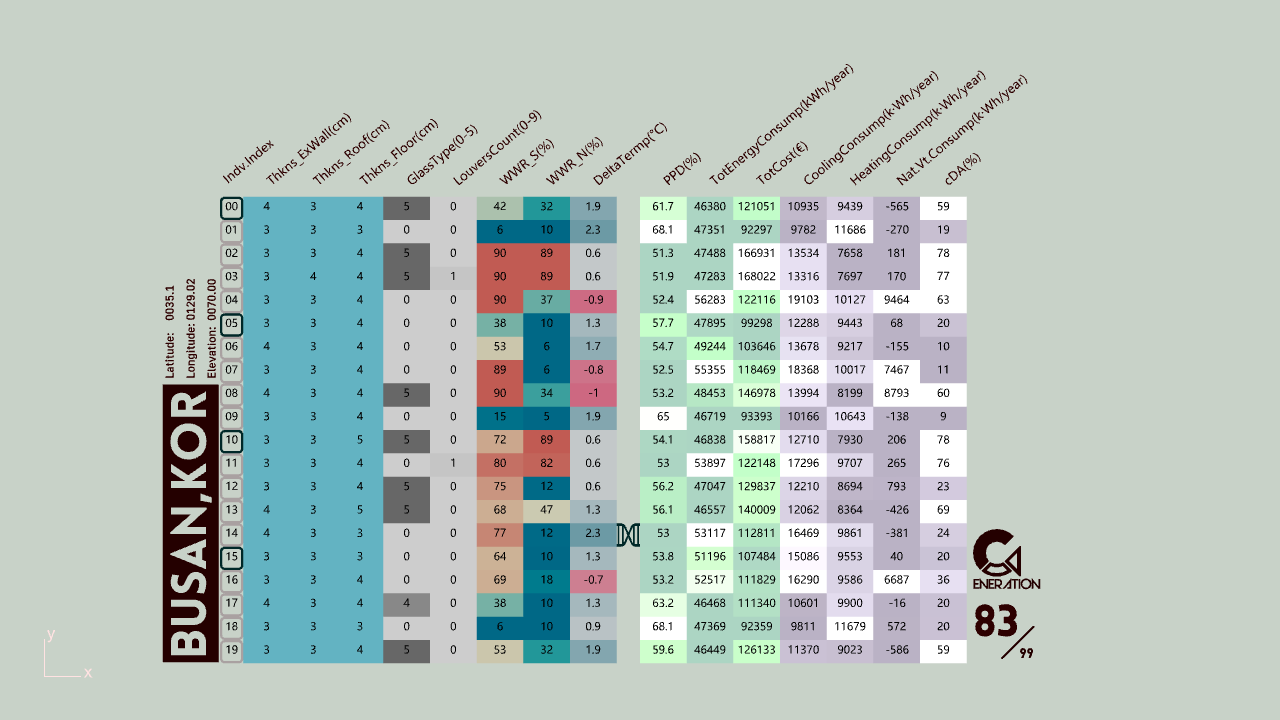 Indv.Index Thkns_ExWall(cm) Thkns_Roof(cm) Thkns_Floor(cm) GlassType(0-5) LouversCount(0-9) WWR_S(%) WWR_N(%) DeltaTermp(°C) PPD(%) TotEnergyConsump(kWh/year) TotCost(€) CoolingConsump(k·Wh/year) HeatingConsump(k·Wh/year) Nat.Vt.Consump(k·Wh/year) cDA(%)
00 4 3 4 5 0 42 32 1.9 61.7 46380 121051 10935 9439 -565 59
01 3 3 3 0 0 6 10 2.3 68.1 47351 92297 9782 11686 -270 19
02 3 3 4 5 0 90 89 0.6 51.3 47488 166931 13534 7658 181 78
03 3 4 4 5 1 90 89 0.6 51.9 47283 168022 13316 7697 170 77
04 3 3 4 0 0 90 37 -0.9 52.4 56283 122116 19103 10127 9464 63
05 4 3 4 0 0 38 10 1.3 57.7 47895 99298 12288 9443 68 20
06 4 3 4 0 0 53 6 1.7 54.7 49244 103646 13678 9217 -155 10
07 3 3 4 0 0 89 6 -0.8 52.5 55355 118469 18368 10017 7467 11
08 4 3 4 5 0 90 34 -1 53.2 48453 146978 13994 8199 8793 60
09 3 3 4 0 0 15 5 1.9 65 46719 93393 10166 10643 -138 9
10 3 3 5 5 0 72 89 0.6 54.1 46838 158817 12710 7930 206 78
11 3 3 4 0 1 80 82 0.6 53 53897 122148 17296 9707 265 76
12 3 3 4 5 0 75 12 0.6 56.2 47047 129837 12210 8694 793 23
13 4 3 5 5 0 68 47 1.3 56.1 46557 140009 12062 8364 -426 69
14 4 3 3 0 0 77 12 2.3 53 53117 112811 16469 9861 -381 24
15 3 3 3 0 0 64 10 1.3 53.8 51196 107484 15086 9553 40 20
16 3 3 4 0 0 69 18 -0.7 53.2 52517 111829 16290 9586 6687 36
17 4 3 4 4 0 38 10 1.3 63.2 46468 111340 10601 9900 -16 20
18 3 3 3 0 0 6 10 0.9 68.1 47369 92359 9811 11679 572 20
19 3 3 4 5 0 53 32 1.9 59.6 46449 126133 11370 9023 -586 59
Latitude: 0035.1
Longitude: 0129.02
Elevation: 0070.00
BUSAN,KOR
ENERATION
83/99
y
x